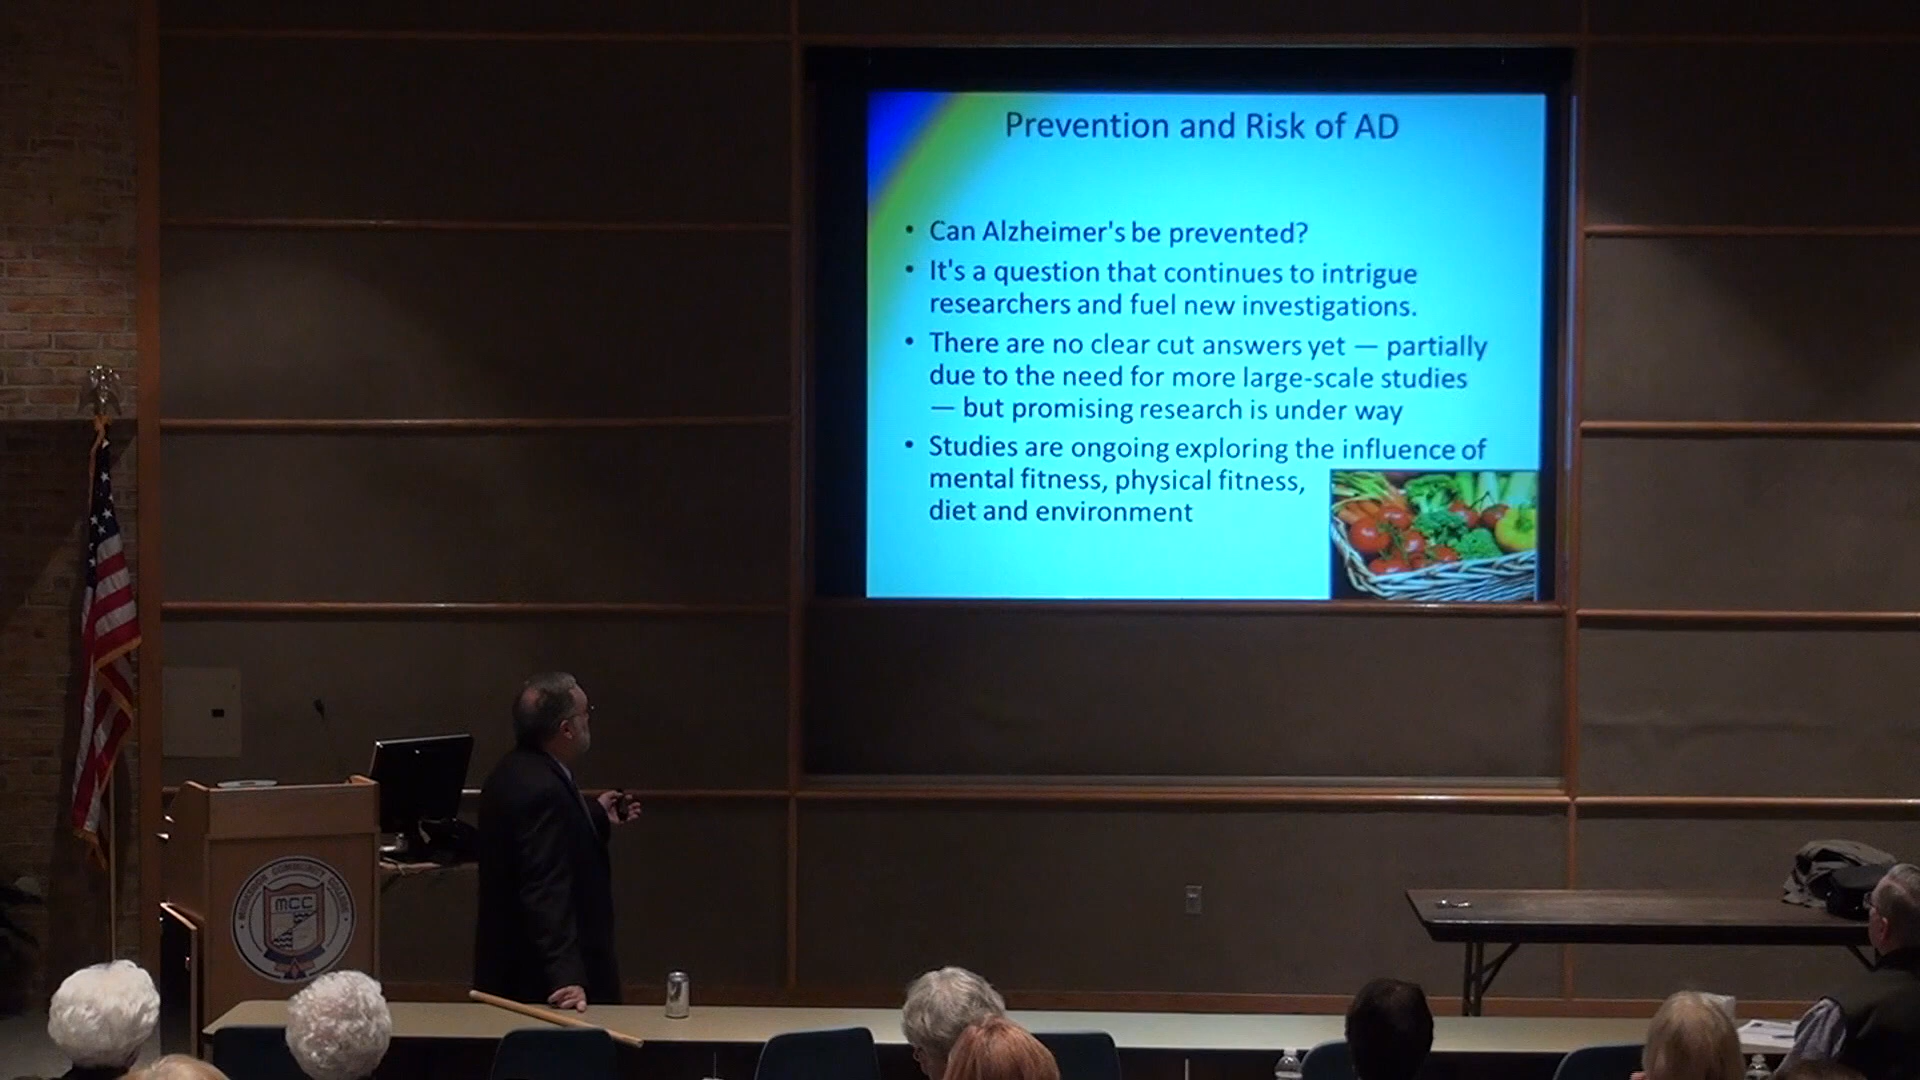 Prevention and Risk of AD
• Can Alzheimer's be prevented?
• It's a question that continues to intrigue
researchers and fuel new investigations.
• There are no clear cut answers yet — partially
due to the need for more large-scale studies
— but promising research is under way
• Studies are ongoing exploring the influence of
mental fitness, physical fitness,
diet and environment
MUSKEGON COMMUNITY COLLEGE
MCC